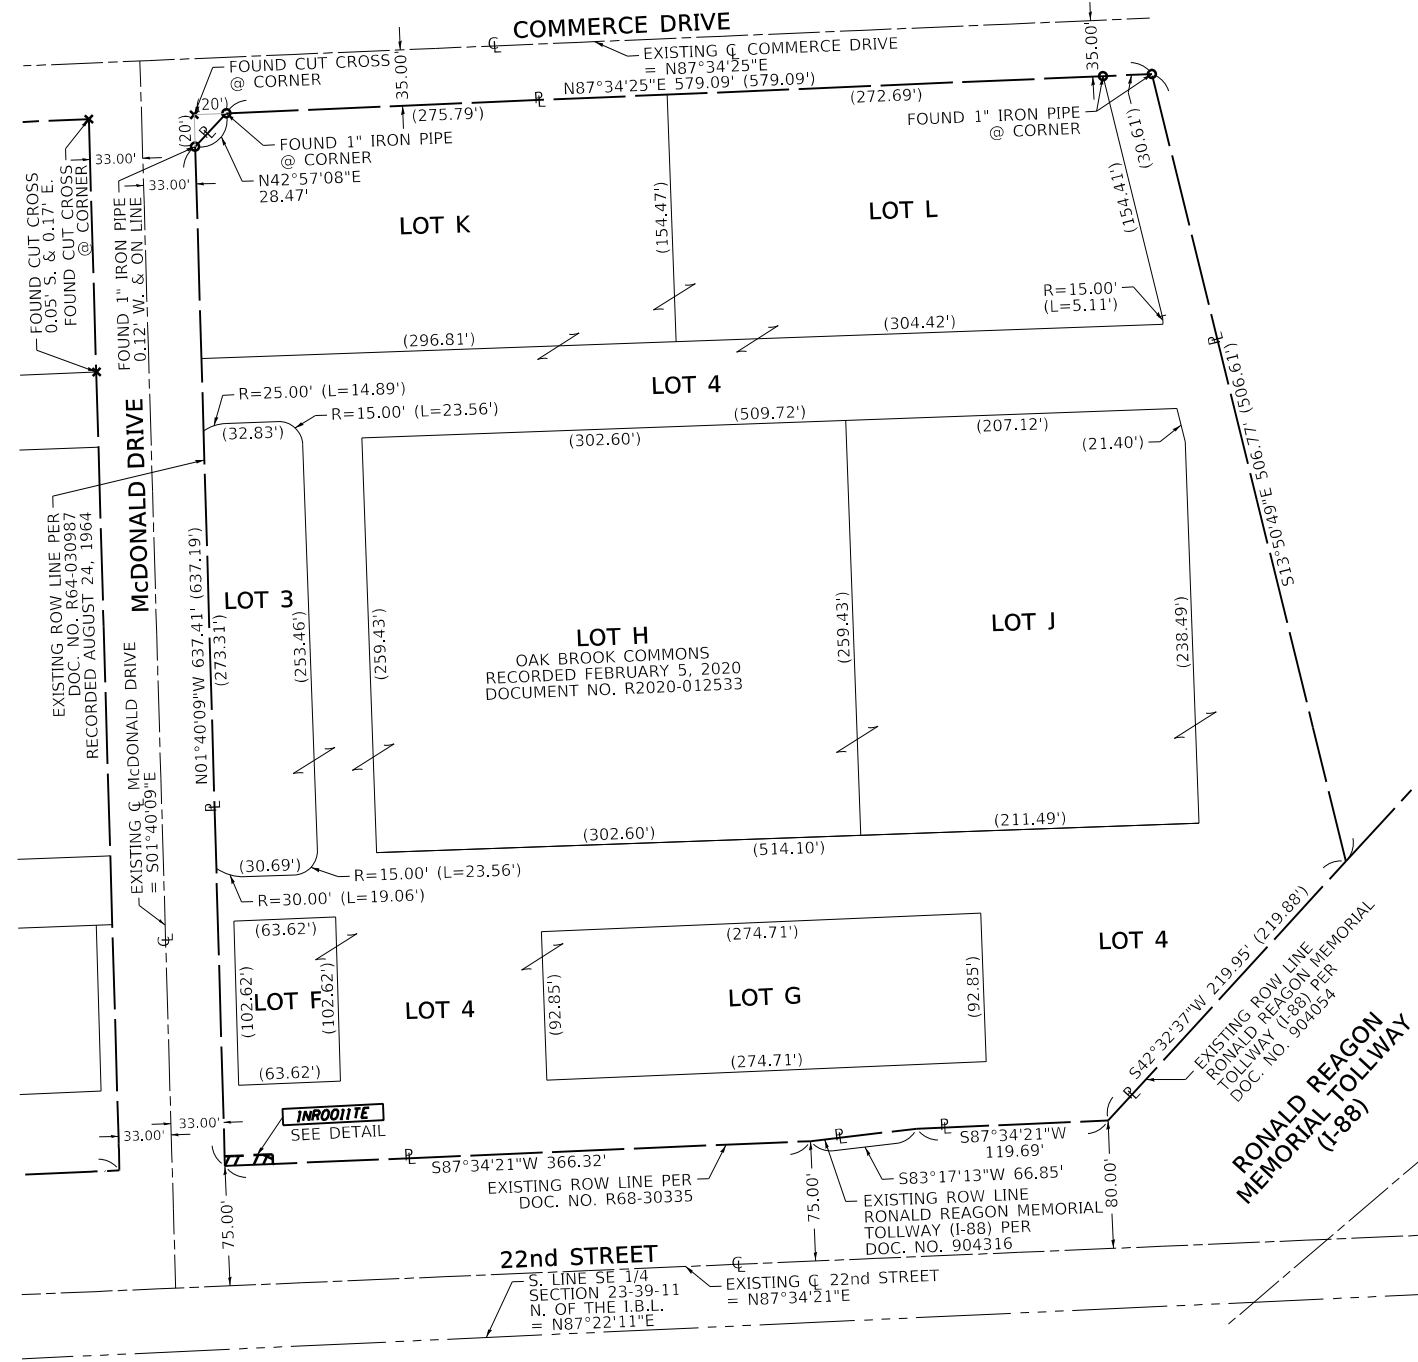 COMMERCE DRIVE
EXISTING ℄ COMMERCE DRIVE
= N87°34'25"E
N87°34'25"E 579.09' (579.09')
35.00'
35.00'
FOUND CUT CROSS
@ CORNER
(20')
(20')
(275.79')
(272.69')
FOUND 1" IRON PIPE
@ CORNER
FOUND 1" IRON PIPE
@ CORNER
N42°57'08"E
28.47'
33.00'
33.00'
FOUND CUT CROSS
0.05' S. & 0.17' E.
FOUND CUT CROSS
@ CORNER
FOUND 1" IRON PIPE
0.12' W. & ON LINE
LOT K
(154.47')
LOT L
(154.41')
(30.61')
R=15.00'
(L=5.11')
(296.81')
(304.42')
S13°50'49"E 506.77' (506.61')
LOT 4
R=25.00' (L=14.89')
R=15.00' (L=23.56')
(32.83')
(509.72')
(302.60')
(207.12')
(21.40')
McDONALD DRIVE
EXISTING ROW LINE PER
DOC. NO. R64-030987
RECORDED AUGUST 24, 1964
N01°40'09"W 637.41' (637.19')
(273.31')
LOT 3
(253.46')
(259.43')
LOT H
OAK BROOK COMMONS
RECORDED FEBRUARY 5, 2020
DOCUMENT NO. R2020-012533
(259.43')
LOT J
(238.49')
EXISTING ℄ McDONALD DRIVE
= S01°40'09"E
(302.60')
(211.49')
(514.10')
(30.69')
R=15.00' (L=23.56')
R=30.00' (L=19.06')
(63.62')
(102.62')
LOT F
(102.62')
(63.62')
LOT 4
(274.71')
(92.85')
LOT G
(92.85')
(274.71')
LOT 4
S42°32'37"W 219.95' (219.88')
EXISTING ROW LINE
RONALD REAGON MEMORIAL
TOLLWAY (I-88) PER
DOC. NO. 904054
RONALD REAGON
MEMORIAL TOLLWAY
(I-88)
1NR0011TE
SEE DETAIL
33.00'
33.00'
S87°34'21"W 366.32'
EXISTING ROW LINE PER
DOC. NO. R68-30335
S87°34'21"W
119.69'
S83°17'13"W 66.85'
EXISTING ROW LINE
RONALD REAGON MEMORIAL
TOLLWAY (I-88) PER
DOC. NO. 904316
75.00'
75.00'
80.00'
22nd STREET
EXISTING ℄ 22nd STREET
= N87°34'21"E
S. LINE SE 1/4
SECTION 23-39-11
N. OF THE I.B.L.
= N87°22'11"E